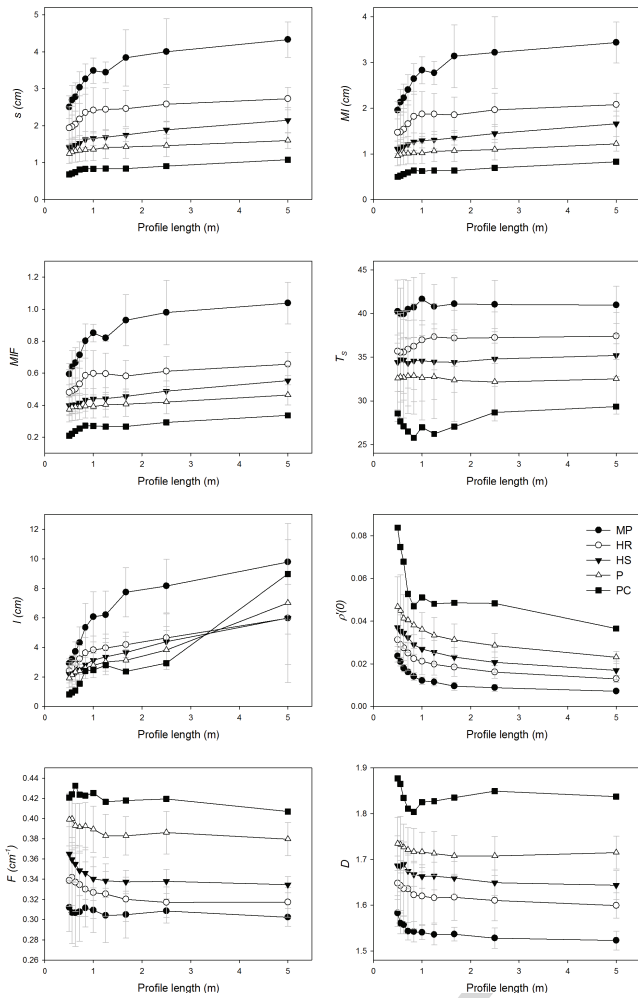 s (cm)
5
4
3
2
1
0
0 1 2 3 4 5
Profile length (m)
MI (cm)
4
3
2
1
0
0 1 2 3 4 5
Profile length (m)
MIF
1.2
1.0
0.8
0.6
0.4
0.2
0 1 2 3 4 5
Profile length (m)
Ts
45
40
35
30
25
0 1 2 3 4 5
Profile length (m)
I (cm)
12
10
8
6
4
2
0
0 1 2 3 4 5
Profile length (m)
ρ'(0)
0.08
0.06
0.04
0.02
0.00
0 1 2 3 4 5
Profile length (m)
MP
HR
HS
P
PC
F (cm-1)
0.44
0.42
0.40
0.38
0.36
0.34
0.32
0.30
0.28
0.26
0 1 2 3 4 5
Profile length (m)
D
1.9
1.8
1.7
1.6
1.5
0 1 2 3 4 5
Profile length (m)